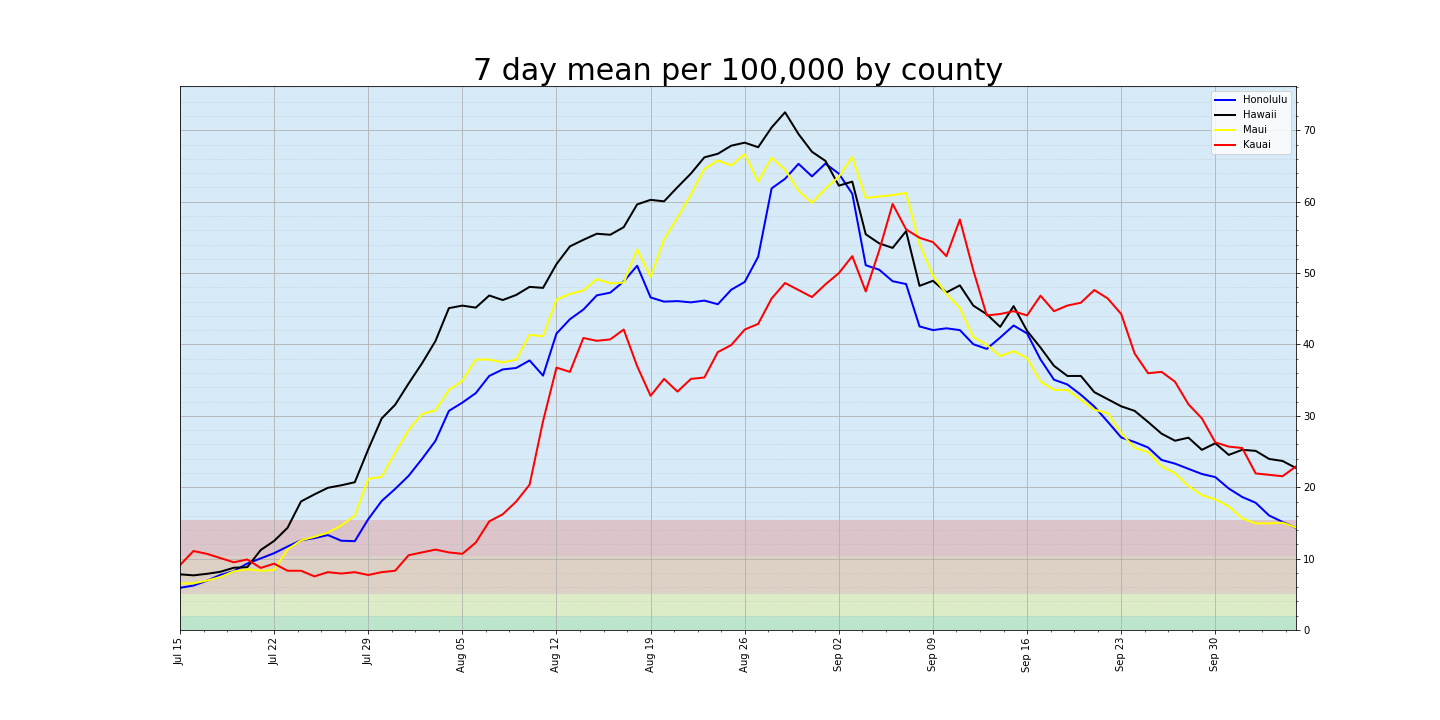 7 day mean per 100,000 by county
Honolulu
Hawaii
Maui
Kauai
70
60
50
40
30
20
10
0
Jul 15
Jul 22
Jul 29
Aug 05
Aug 12
Aug 19
Aug 26
Sep 02
Sep 09
Sep 16
Sep 23
Sep 30